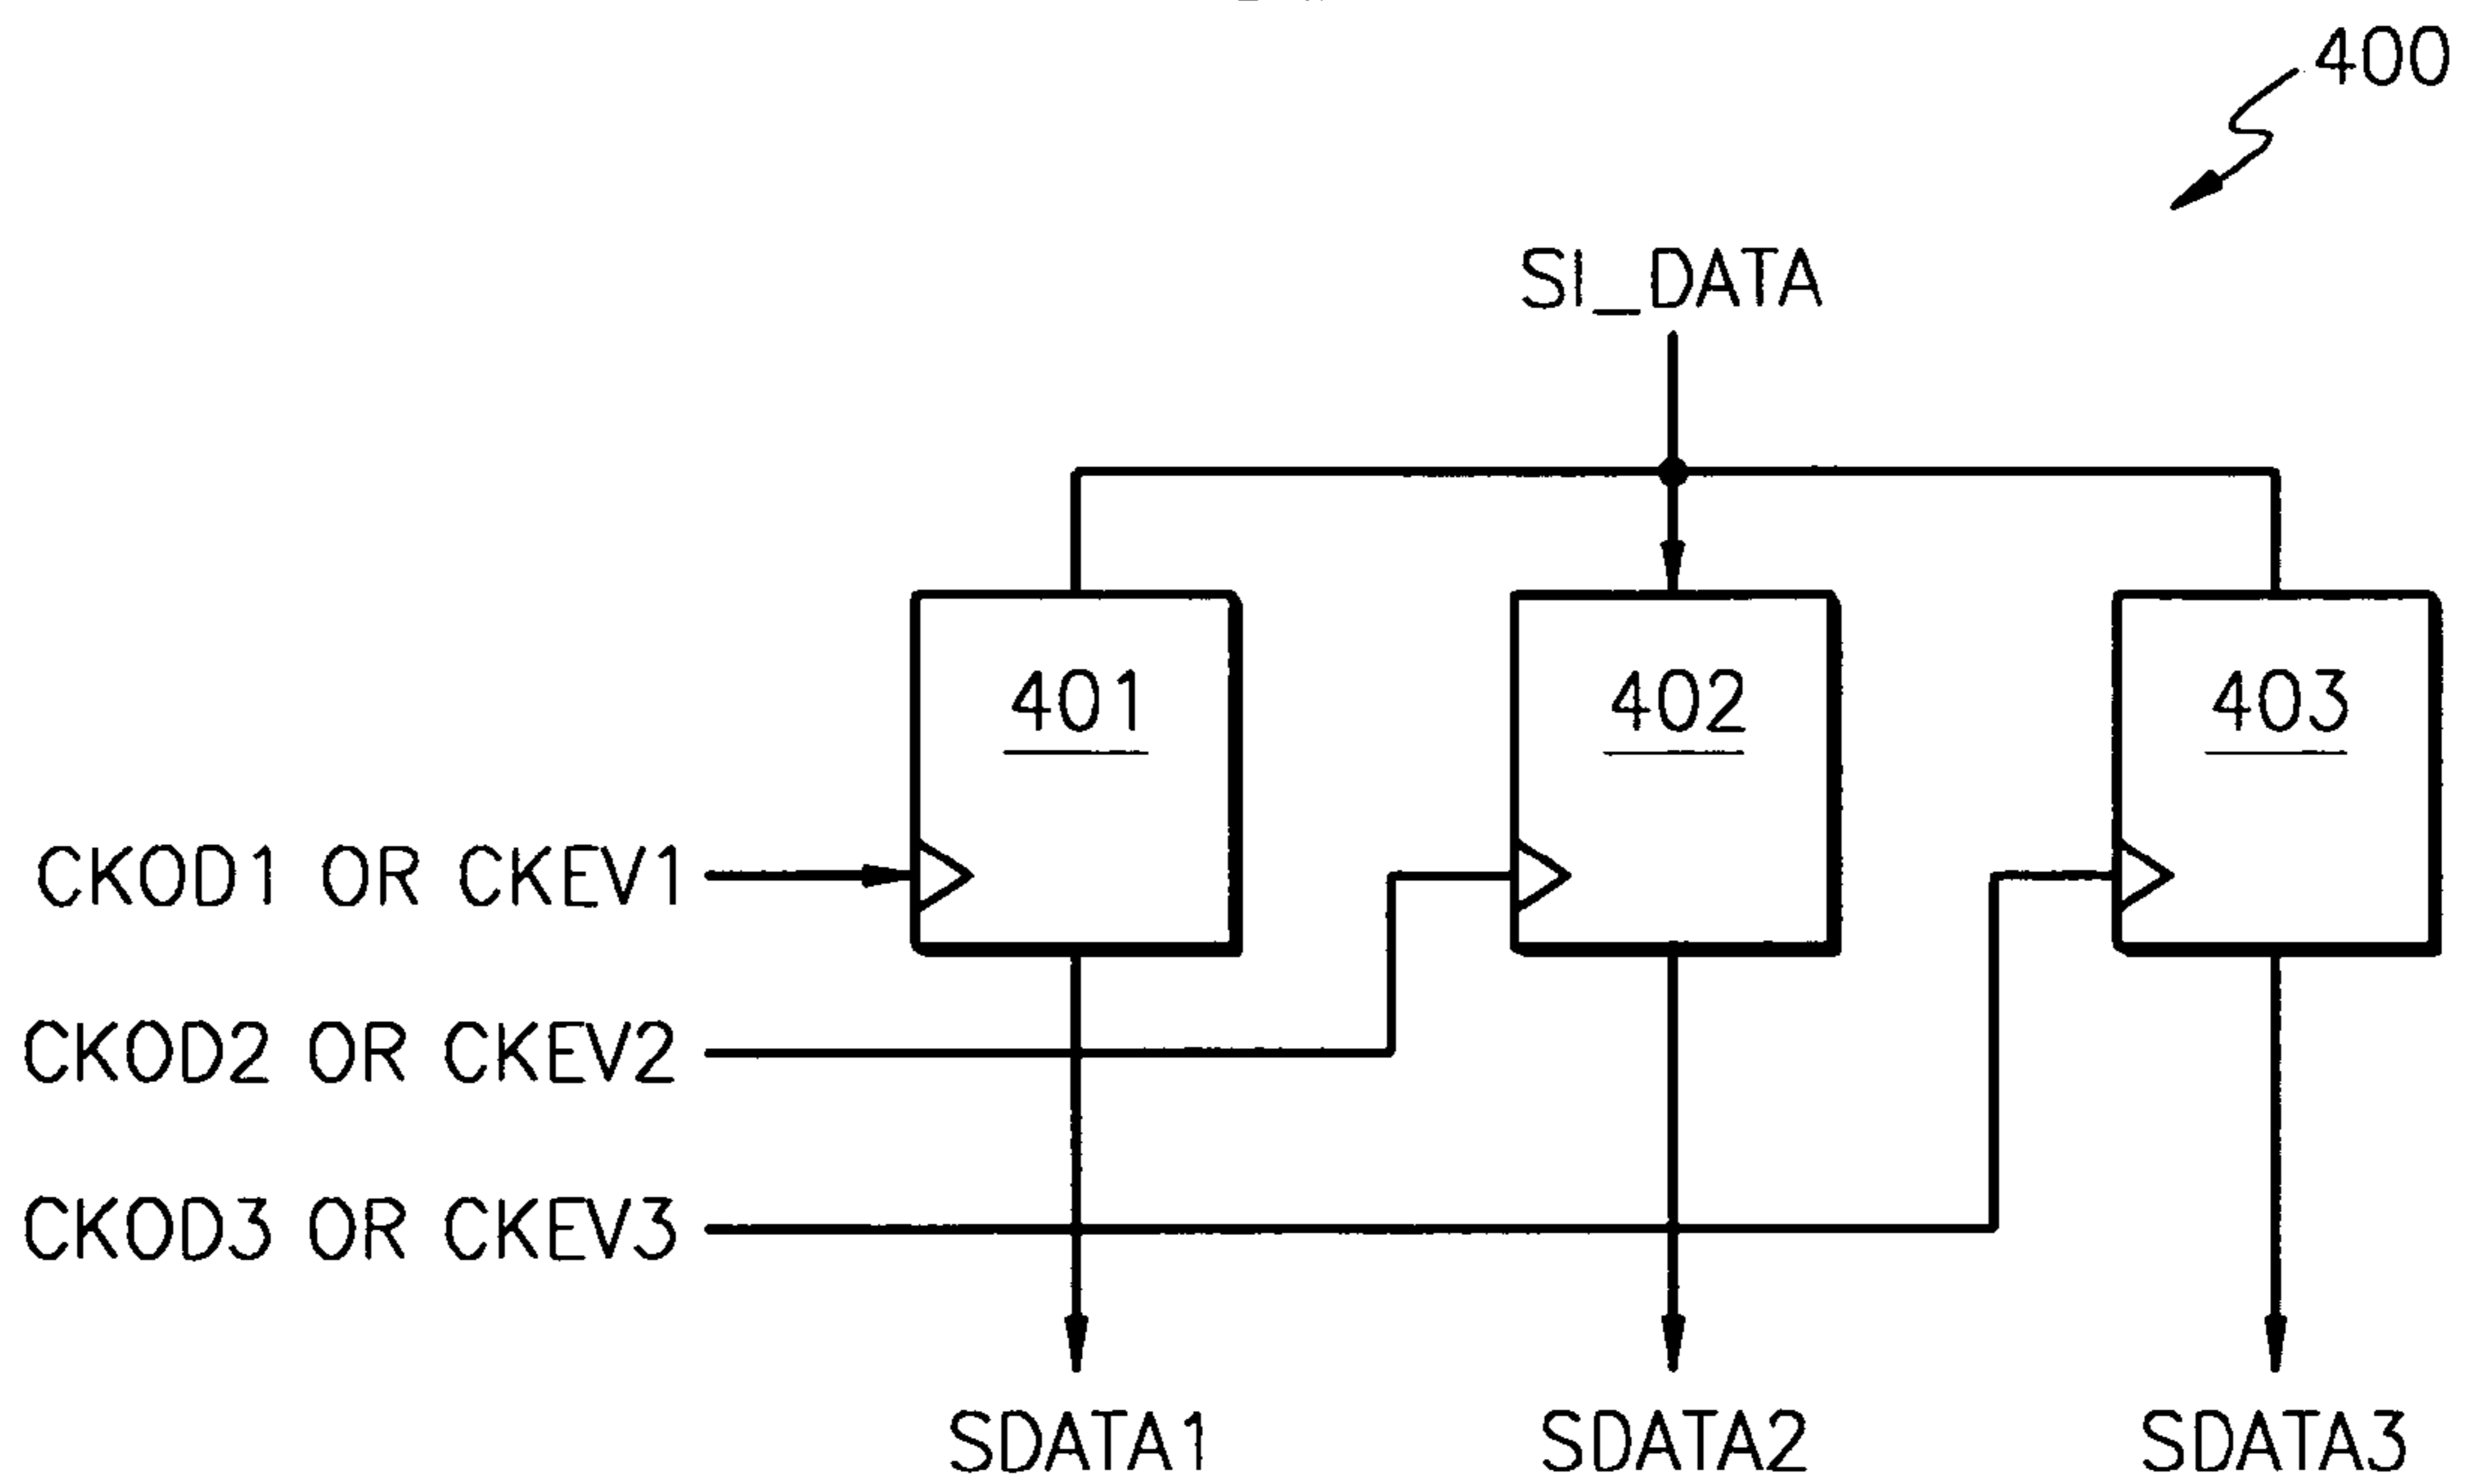 400
SI_DATA
401 402 403
CKOD1 OR CKEV1
CKOD2 OR CKEV2
CKOD3 OR CKEV3
SDATA1 SDATA2 SDATA3